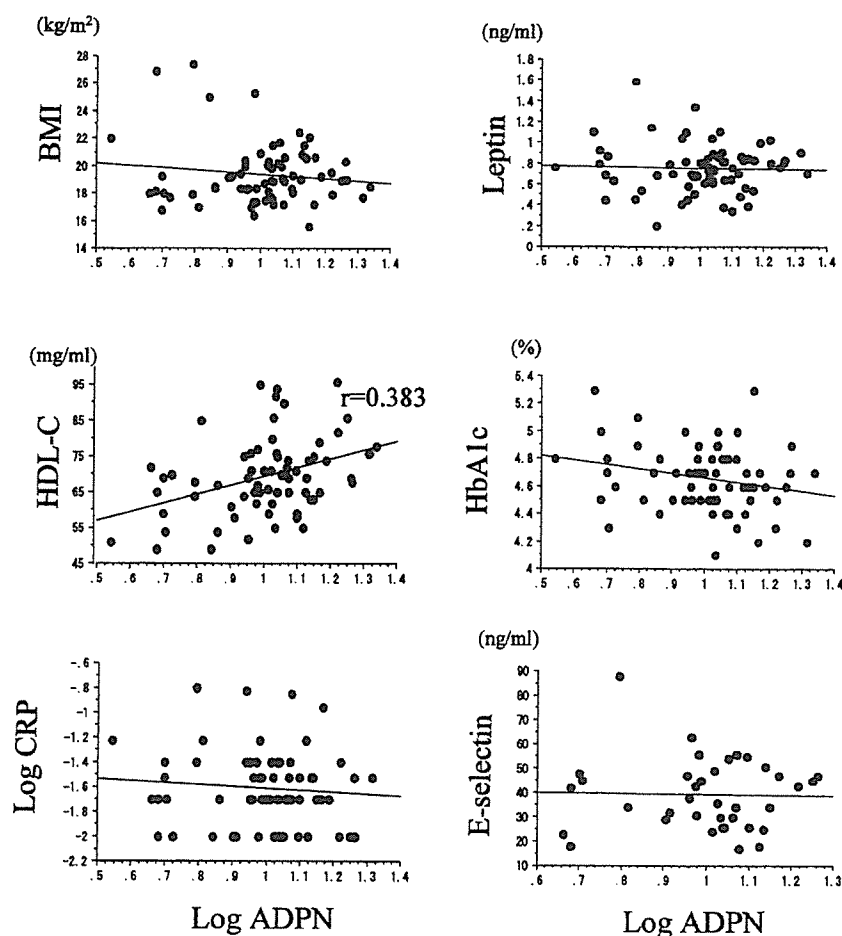 (kg/m²)
BMI
28
26
24
22
20
18
16
14
.5 .6 .7 .8 .9 1 1.1 1.2 1.3 1.4
(ng/ml)
Leptin
1.8
1.6
1.4
1.2
1
.8
.6
.4
.2
0
.5 .6 .7 .8 .9 1 1.1 1.2 1.3 1.4
(mg/ml)
HDL-C
95
85
75
65
55
45
r=0.383
.5 .6 .7 .8 .9 1 1.1 1.2 1.3 1.4
(%)
HbA1c
5.4
5.2
5
4.8
4.6
4.4
4.2
4
.5 .6 .7 .8 .9 1 1.1 1.2 1.3 1.4
Log CRP
-.6
-.8
-1
-1.2
-1.4
-1.6
-1.8
-2
-2.2
.5 .6 .7 .8 .9 1 1.1 1.2 1.3 1.4
Log ADPN
(ng/ml)
E-selectin
90
80
70
60
50
40
30
20
10
.6 .7 .8 .9 1 1.1 1.2 1.3
Log ADPN